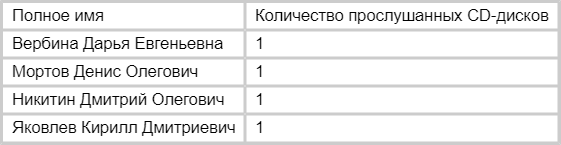 Полное имя Количество прослушанных CD-дисков
Вербина Дарья Евгеньевна 1
Мортов Денис Олегович 1
Никитин Дмитрий Олегович 1
Яковлев Кирилл Дмитриевич 1